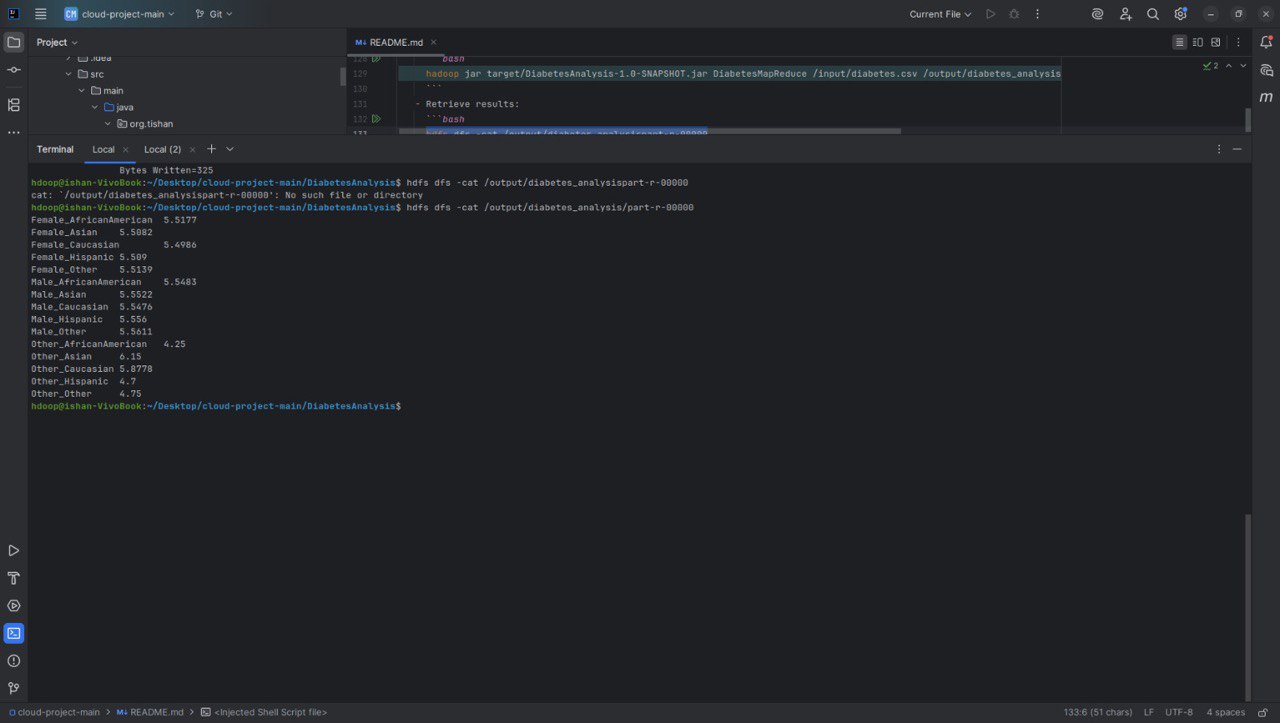 CM cloud-project-main Git Current File
Project
README.md
.idea
src
main
java
org.tishan
128 bash
129 hadoop jar target/DiabetesAnalysis-1.0-SNAPSHOT.jar DiabetesMapReduce /input/diabetes.csv /output/diabetes_analysis
130 ```
131 - Retrieve results:
132 ```bash
133 hdfs dfs -cat /output/diabetes_analysispart-r-00000
2
Terminal Local Local (2)
Bytes Written=325
hdoop@ishan-VivoBook:~/Desktop/cloud-project-main/DiabetesAnalysis$ hdfs dfs -cat /output/diabetes_analysispart-r-00000
cat: `/output/diabetes_analysispart-r-00000': No such file or directory
hdoop@ishan-VivoBook:~/Desktop/cloud-project-main/DiabetesAnalysis$ hdfs dfs -cat /output/diabetes_analysis/part-r-00000
Female_AfricanAmerican 5.5177
Female_Asian 5.5082
Female_Caucasian 5.4986
Female_Hispanic 5.509
Female_Other 5.5139
Male_AfricanAmerican 5.5483
Male_Asian 5.5522
Male_Caucasian 5.5476
Male_Hispanic 5.556
Male_Other 5.5611
Other_AfricanAmerican 4.25
Other_Asian 6.15
Other_Caucasian 5.8778
Other_Hispanic 4.7
Other_Other 4.75
hdoop@ishan-VivoBook:~/Desktop/cloud-project-main/DiabetesAnalysis$
cloud-project-main > README.md > <Injected Shell Script file> 133:6 (51 chars) LF UTF-8 4 spaces